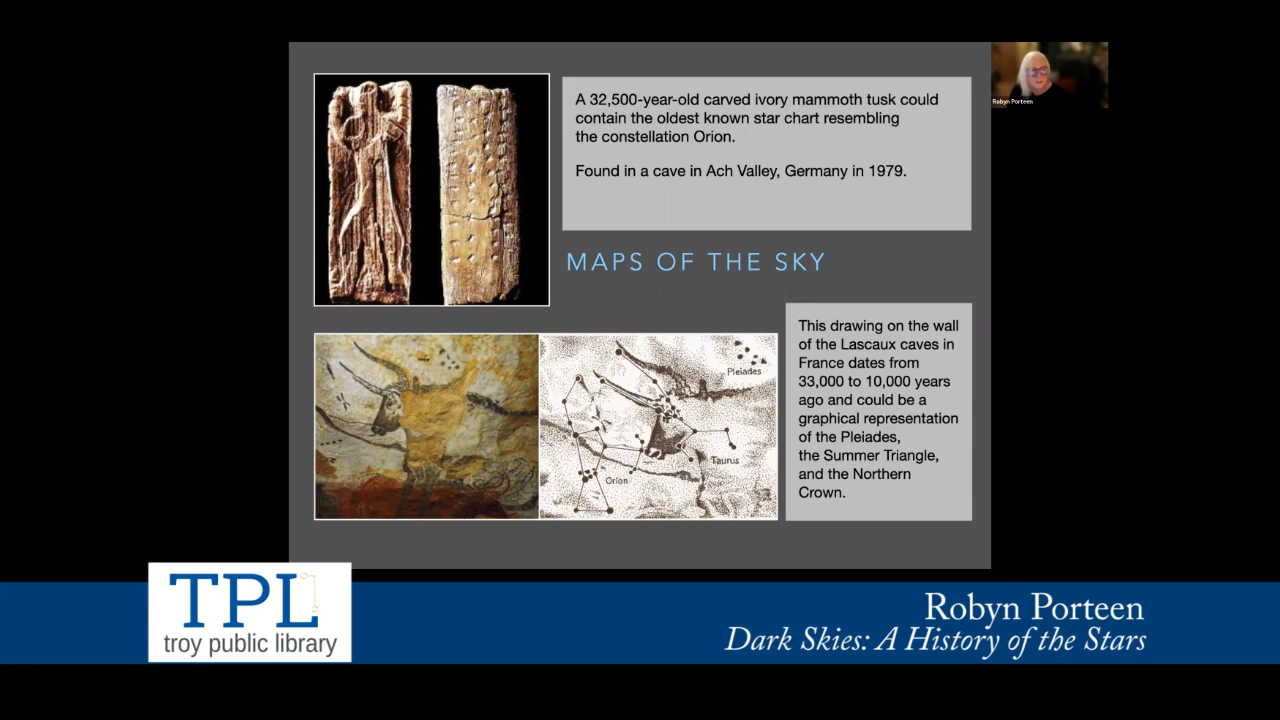 Robyn Porteen
A 32,500-year-old carved ivory mammoth tusk could
contain the oldest known star chart resembling
the constellation Orion.
Found in a cave in Ach Valley, Germany in 1979.
MAPS OF THE SKY
Pleiades
Taurus
Orion
This drawing on the wall
of the Lascaux caves in
France dates from
33,000 to 10,000 years
ago and could be a
graphical representation
of the Pleiades,
the Summer Triangle,
and the Northern
Crown.
TPL
troy public library
Robyn Porteen
Dark Skies: A History of the Stars